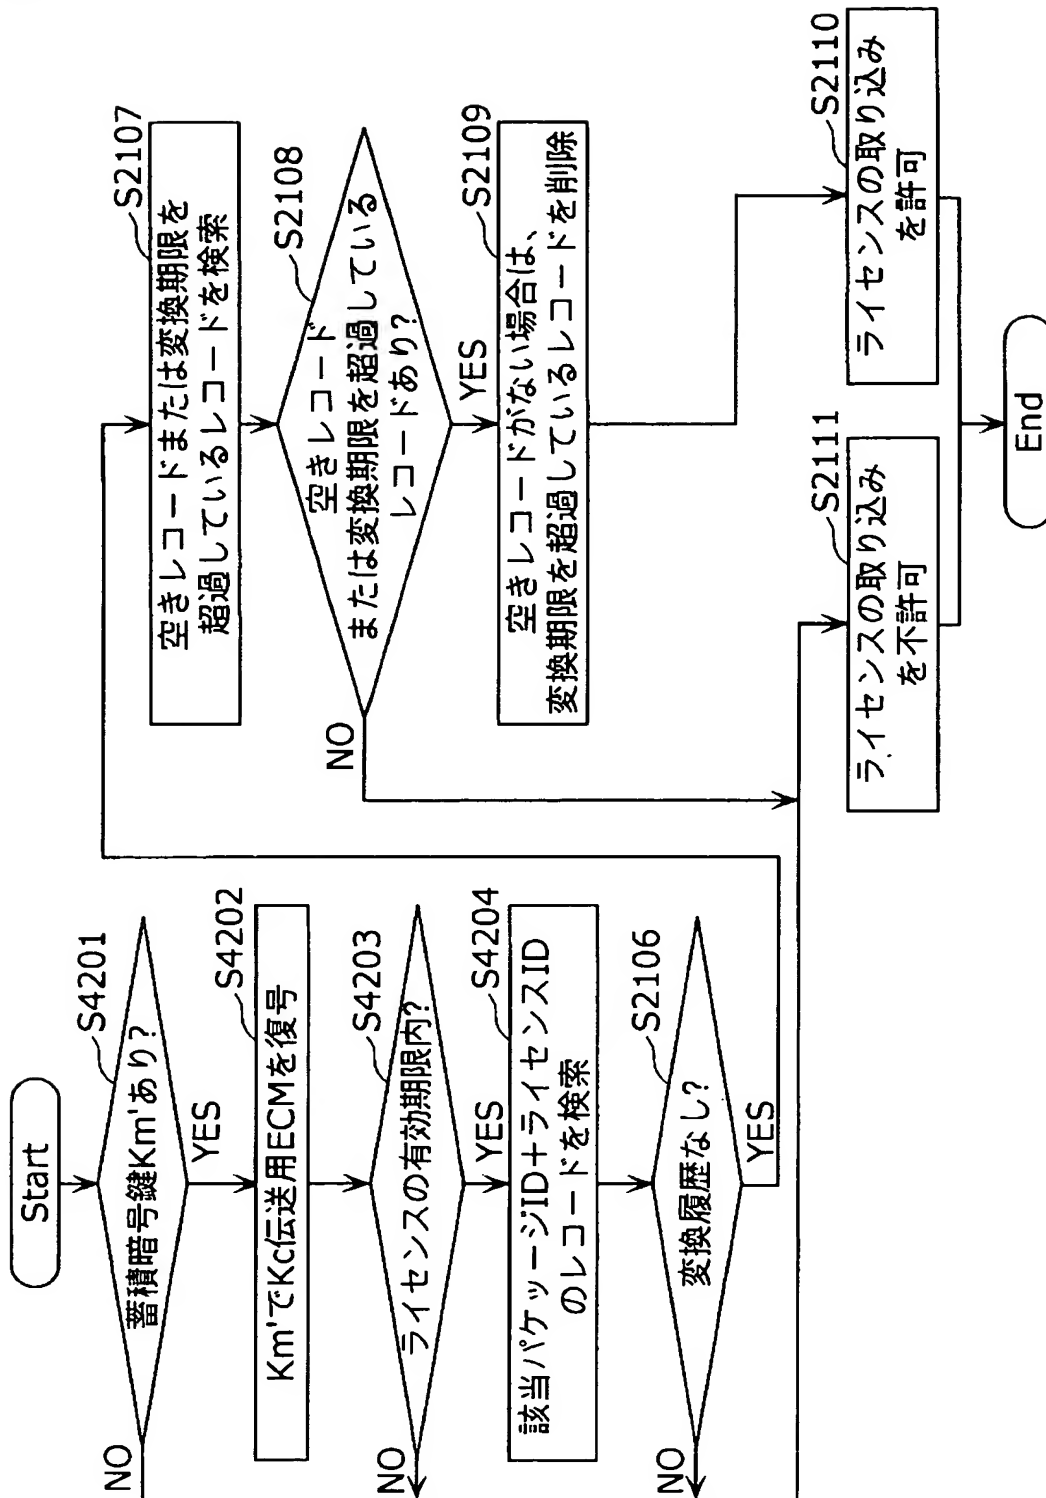 Start
S4201
蓄積暗号鍵Km'あり?
NO
YES
S4202
Km'でKc伝送用ECMを復号
S4203
ライセンスの有効期限内?
YES
S4204
該当パケッージID+ライセンスID
のレコードを検索
S2106
変換履歴なし?
NO
YES
S2107
空きレコードまたは変換期限を
超過しているレコードを検索
S2108
空きレコード
または変換期限を超過している
レコードあり?
NO
YES
S2109
空きレコードがない場合は、
変換期限を超過しているレコードを削除
S2110
ライセンスの取り込み
を許可
S2111
ライセンスの取り込み
を不許可
End